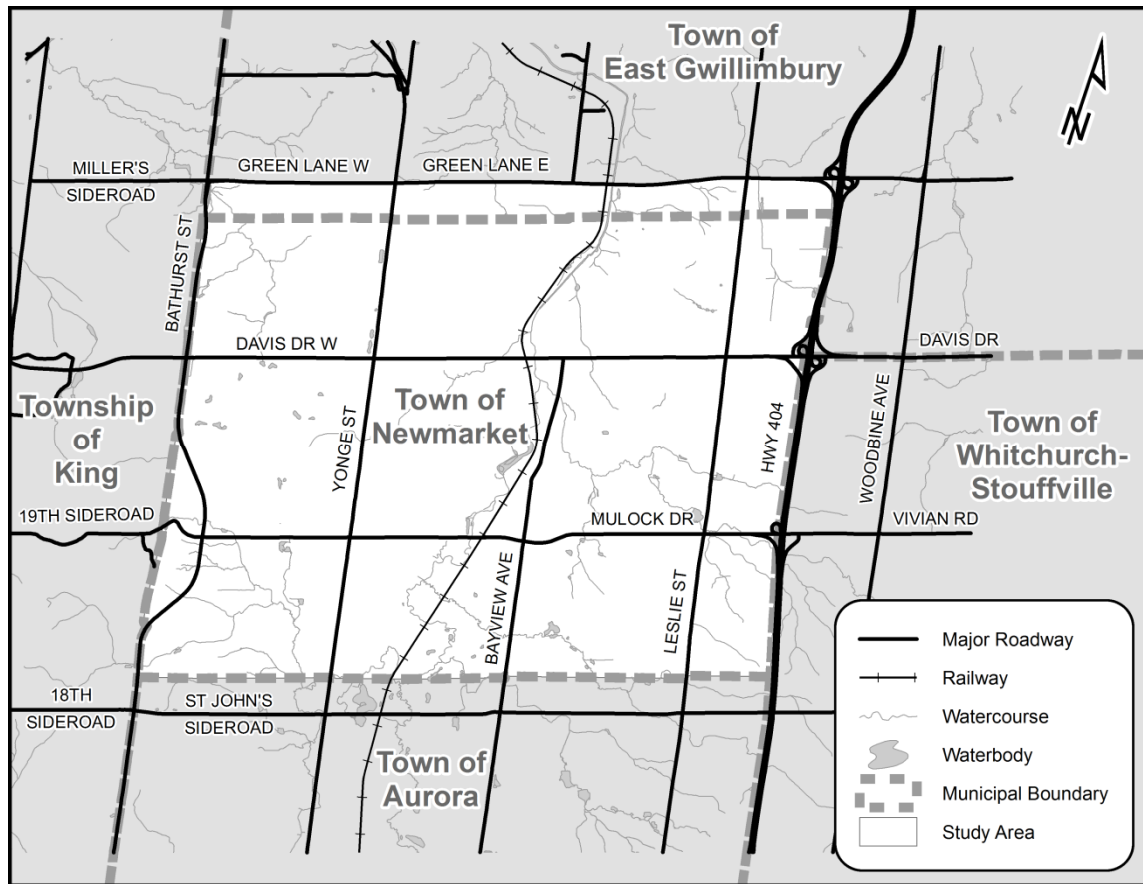 Town of
East Gwillimbury
N
MILLER'S
SIDEROAD
GREEN LANE W
GREEN LANE E
BATHURST ST
DAVIS DR W
DAVIS DR
Township
of
King
YONGE ST
Town of
Newmarket
HWY 404
WOODBINE AVE
Town of
Whitchurch-
Stouffville
19TH SIDEROAD
MULOCK DR
VIVIAN RD
BAYVIEW AVE
LESLIE ST
18TH
SIDEROAD
ST JOHN'S
SIDEROAD
Town of
Aurora
Major Roadway
Railway
Watercourse
Waterbody
Municipal Boundary
Study Area